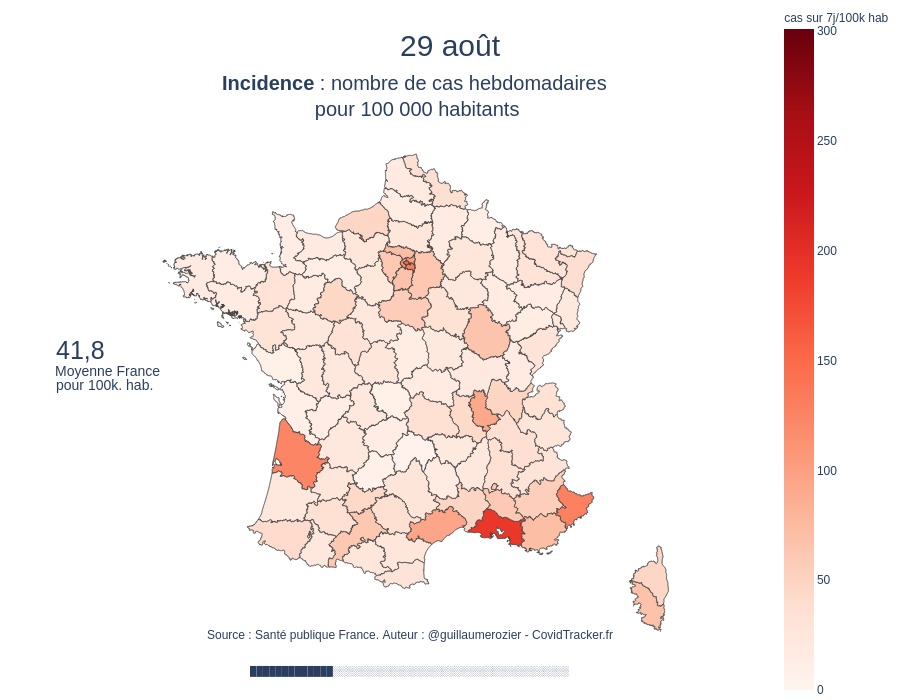 cas sur 7j/100k hab
29 août
Incidence : nombre de cas hebdomadaires
pour 100 000 habitants
300
250
200
150
100
50
0
41,8
Moyenne France
pour 100k. hab.
Source : Santé publique France. Auteur : @guillaumerozier - CovidTracker.fr